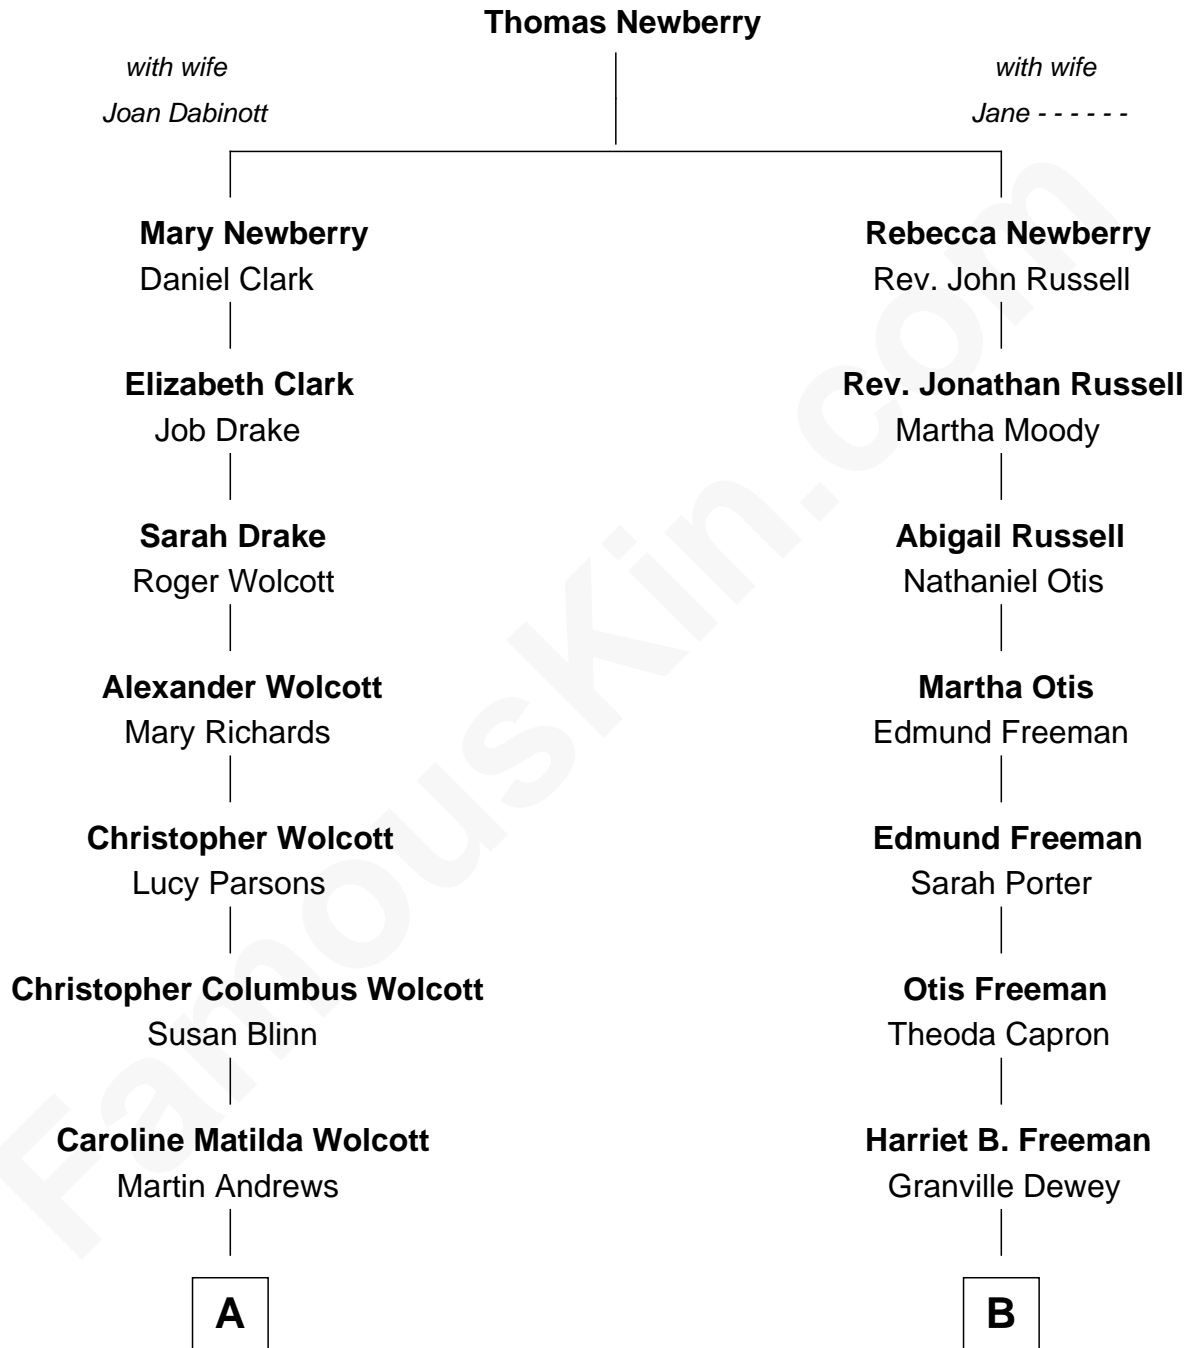 Thomas Newberry
with wife
Joan Dabinott
with wife
Jane - - - - - -
Mary Newberry
Daniel Clark
Rebecca Newberry
Rev. John Russell
Elizabeth Clark
Job Drake
Rev. Jonathan Russell
Martha Moody
Sarah Drake
Roger Wolcott
Abigail Russell
Nathaniel Otis
Alexander Wolcott
Mary Richards
Martha Otis
Edmund Freeman
Christopher Wolcott
Lucy Parsons
Edmund Freeman
Sarah Porter
Christopher Columbus Wolcott
Susan Blinn
Otis Freeman
Theoda Capron
Caroline Matilda Wolcott
Martin Andrews
Harriet B. Freeman
Granville Dewey
A
B
FamousKin.com